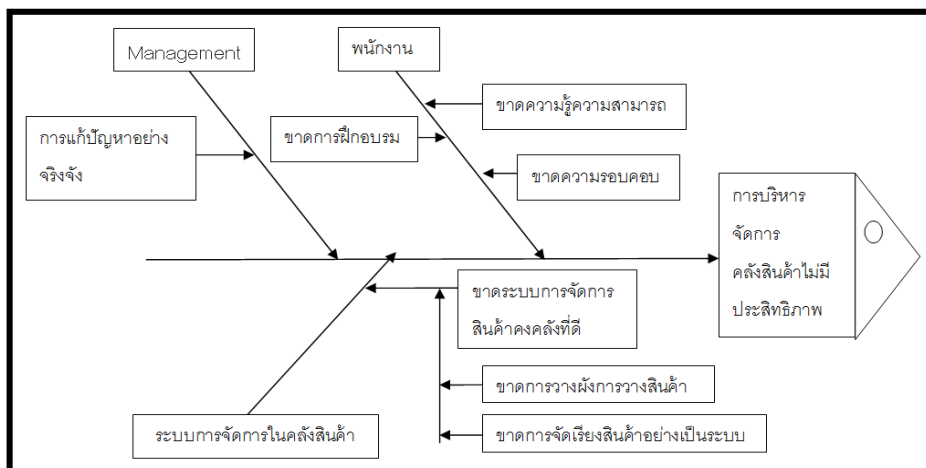 Management
พนักงาน
ขาดความรู้ความสามารถ
การแก้ปัญหาอย่าง
จริงจัง
ขาดการฝึกอบรม
ขาดความรอบคอบ
การบริหาร
จัดการ
คลังสินค้าไม่มี
ประสิทธิภาพ
ขาดระบบการจัดการ
สินค้าคงคลังที่ดี
ขาดการวางผังการวางสินค้า
ระบบการจัดการในคลังสินค้า
ขาดการจัดเรียงสินค้าอย่างเป็นระบบ